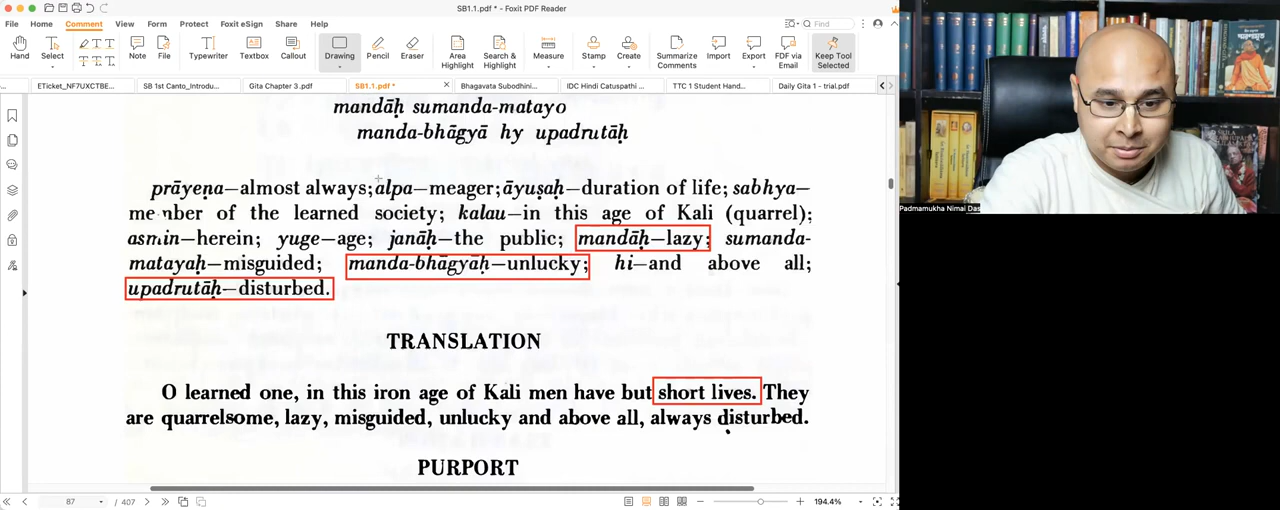 SB1.1.pdf * - Foxit PDF Reader
File Home Comment View Form Protect Foxit eSign Share Help Find
Hand Select Note File Typewriter Textbox Callout Drawing Pencil Eraser Area Highlight Search & Highlight Measure Stamp Create Summarize Comments Import Export FDF via Email Keep Tool Selected
ETicket_NF7UXCTBE... SB 1st Canto_Introdu... Gita Chapter 3.pdf SB1.1.pdf * Bhagavata Subodhini... IDC Hindi Catuspathi ... TTC 1 Student Hand... Daily Gita 1 - trial.pdf
mandāḥ sumanda-matayo
manda-bhāgyā hy upadrutāḥ
prāyeṇa—almost always; alpa—meager; āyuṣaḥ—duration of life; sabhya—
member of the learned society; kalau—in this age of Kali (quarrel);
asmin—herein; yuge—age; janāḥ—the public; mandāḥ—lazy; sumanda-
matayaḥ—misguided; manda-bhāgyāḥ—unlucky; hi—and above all;
upadrutāḥ—disturbed.
TRANSLATION
O learned one, in this iron age of Kali men have but short lives. They
are quarrelsome, lazy, misguided, unlucky and above all, always disturbed.
PURPORT
87 / 407 194.4%
Padmamukha Nimai Das